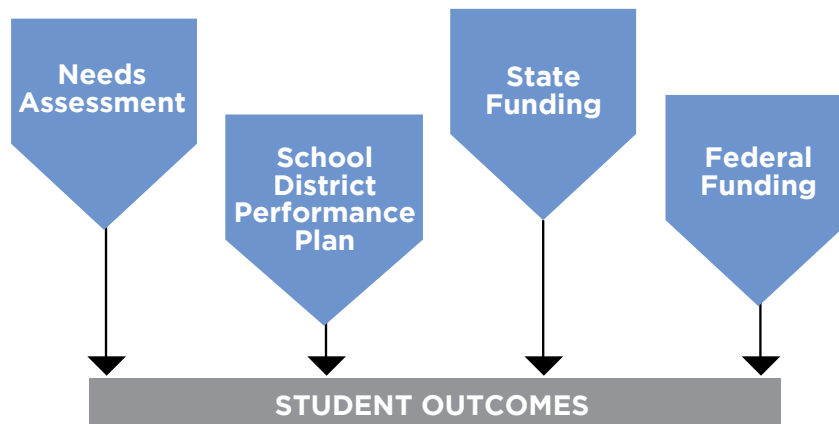 Needs
Assessment
School
District
Performance
Plan
State
Funding
Federal
Funding
STUDENT OUTCOMES